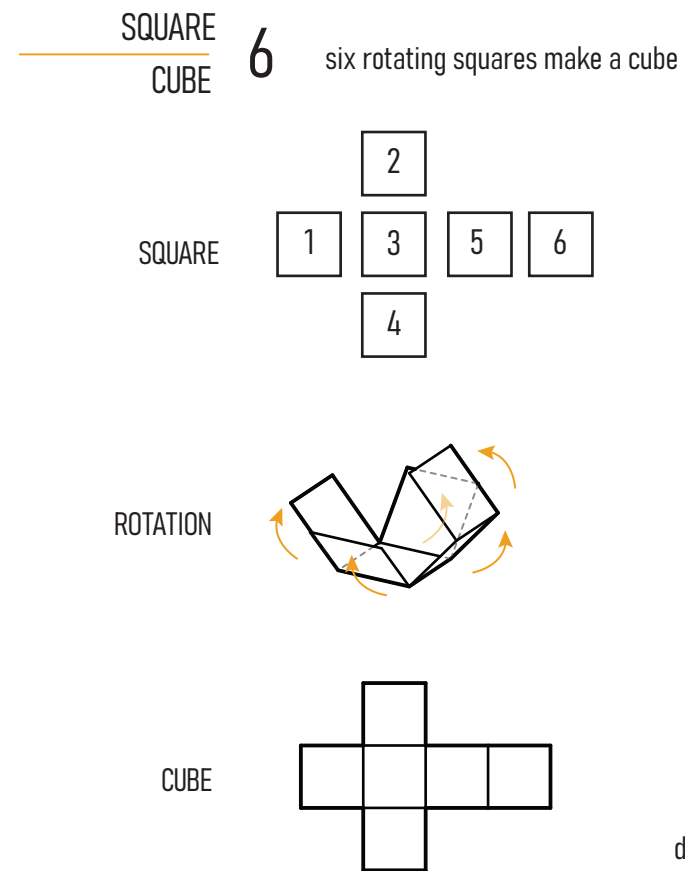 SQUARE
CUBE
6
six rotating squares make a cube
2
SQUARE 1 3 5 6
4
ROTATION
CUBE
d